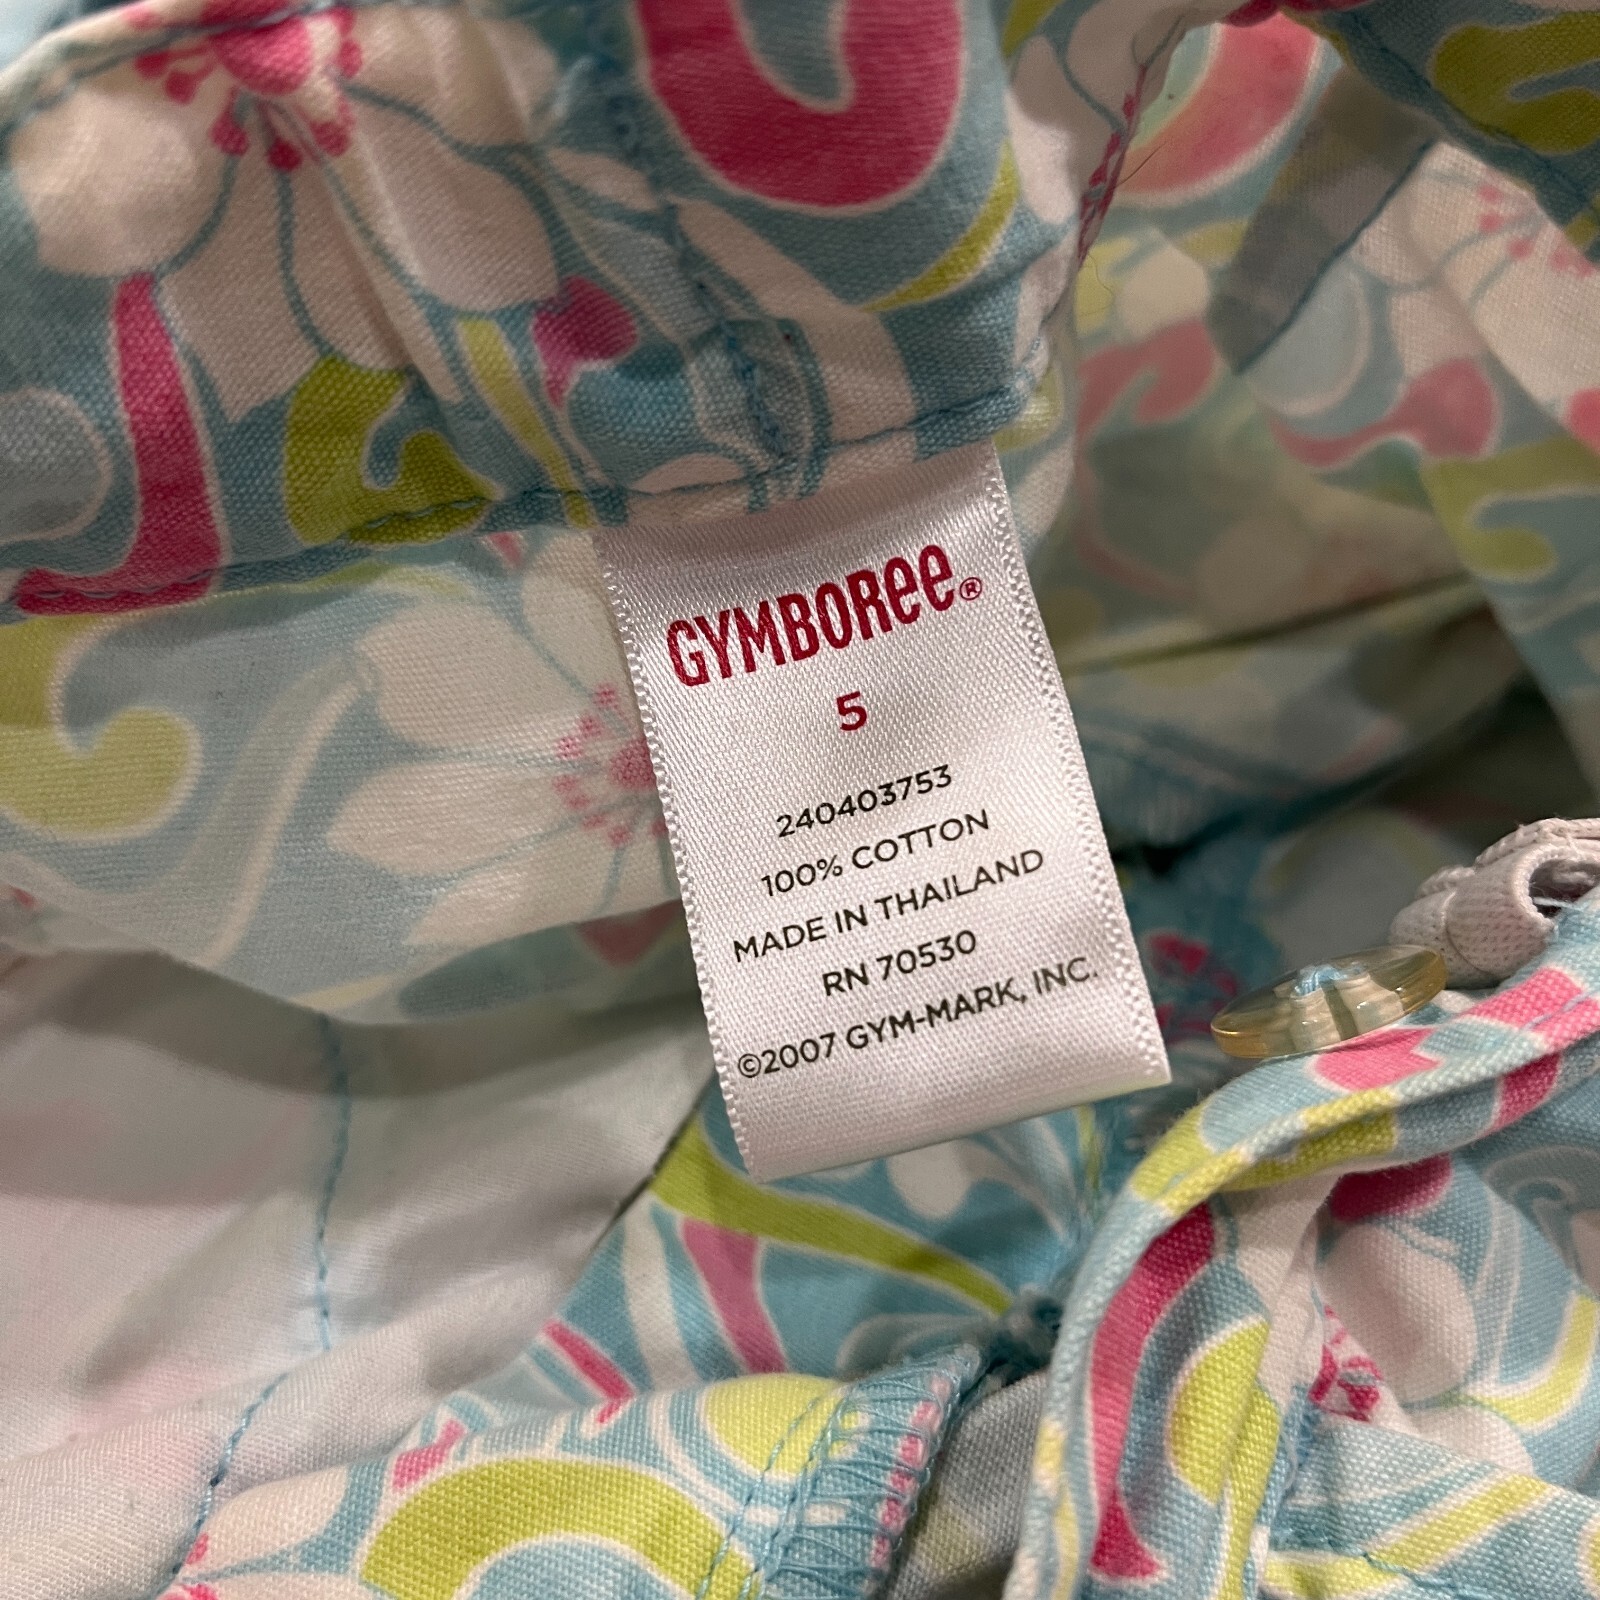 GYMBOREE®
5
240403753
100% COTTON
MADE IN THAILAND
RN 70530
©2007 GYM-MARK, INC.